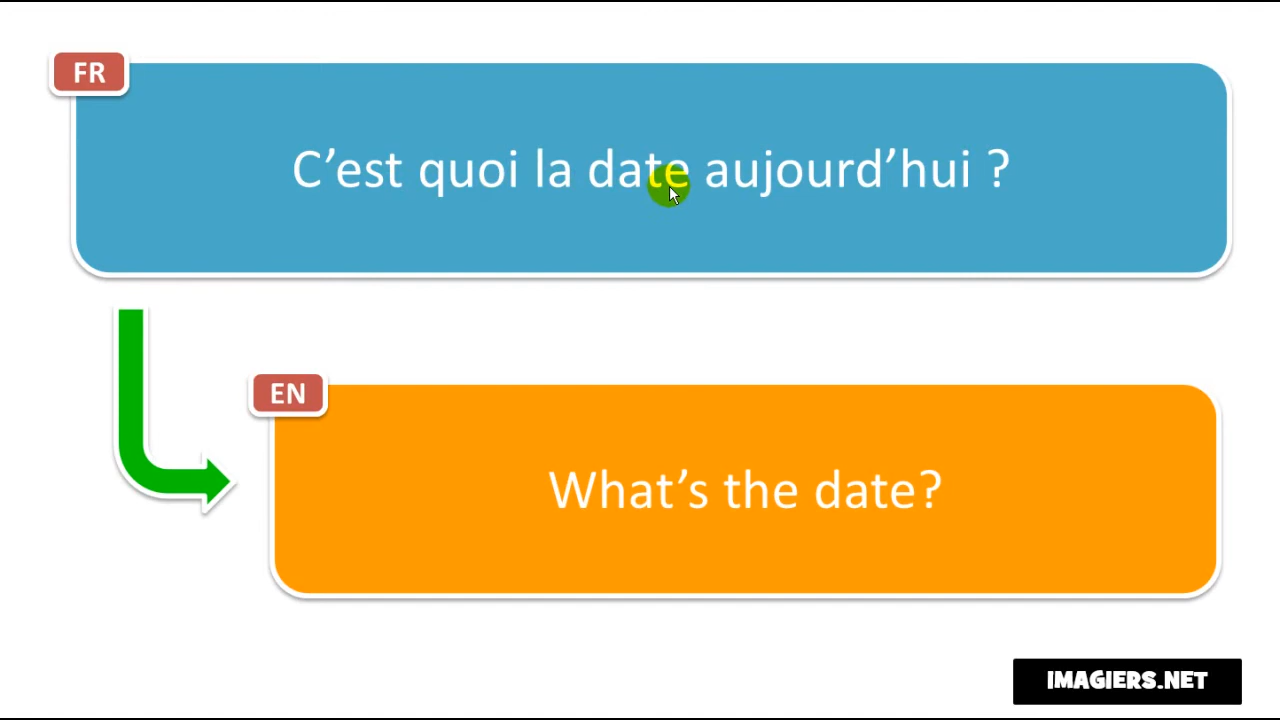 FR
C’est quoi la date aujourd’hui ?
EN
What’s the date?
IMAGIERS.NET